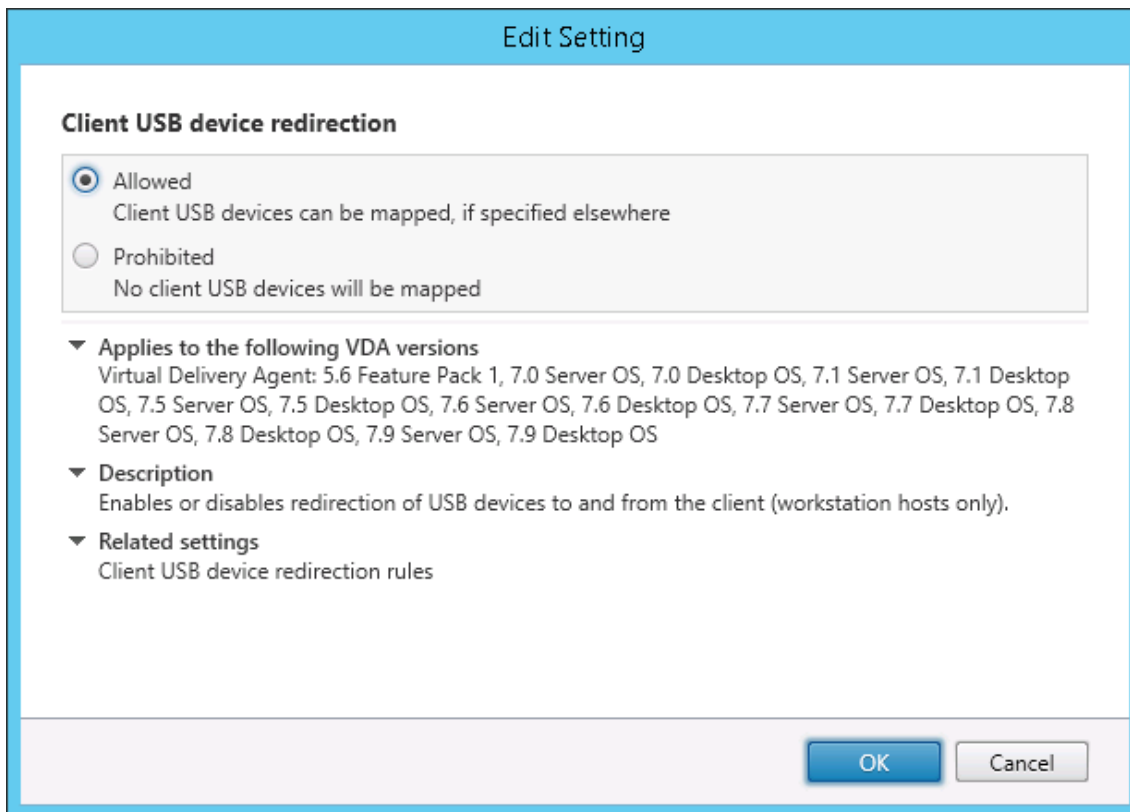 Edit Setting
Client USB device redirection
Allowed
Client USB devices can be mapped, if specified elsewhere
Prohibited
No client USB devices will be mapped
Applies to the following VDA versions
Virtual Delivery Agent: 5.6 Feature Pack 1, 7.0 Server OS, 7.0 Desktop OS, 7.1 Server OS, 7.1 Desktop
OS, 7.5 Server OS, 7.5 Desktop OS, 7.6 Server OS, 7.6 Desktop OS, 7.7 Server OS, 7.7 Desktop OS, 7.8
Server OS, 7.8 Desktop OS, 7.9 Server OS, 7.9 Desktop OS
Description
Enables or disables redirection of USB devices to and from the client (workstation hosts only).
Related settings
Client USB device redirection rules
OK Cancel